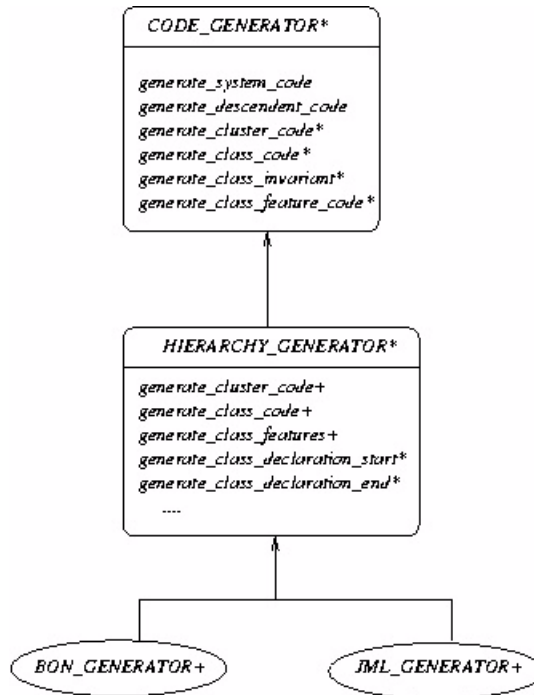 CODE_GENERATOR*
generate_system_code
generate_descendent_code
generate_cluster_code*
generate_class_code*
generate_class_invariant*
generate_class_feature_code*
HIERARCHY_GENERATOR*
generate_cluster_code+
generate_class_code+
generate_class_features+
generate_class_declaration_start*
generate_class_declaration_end*
....
BON_GENERATOR+
JML_GENERATOR+